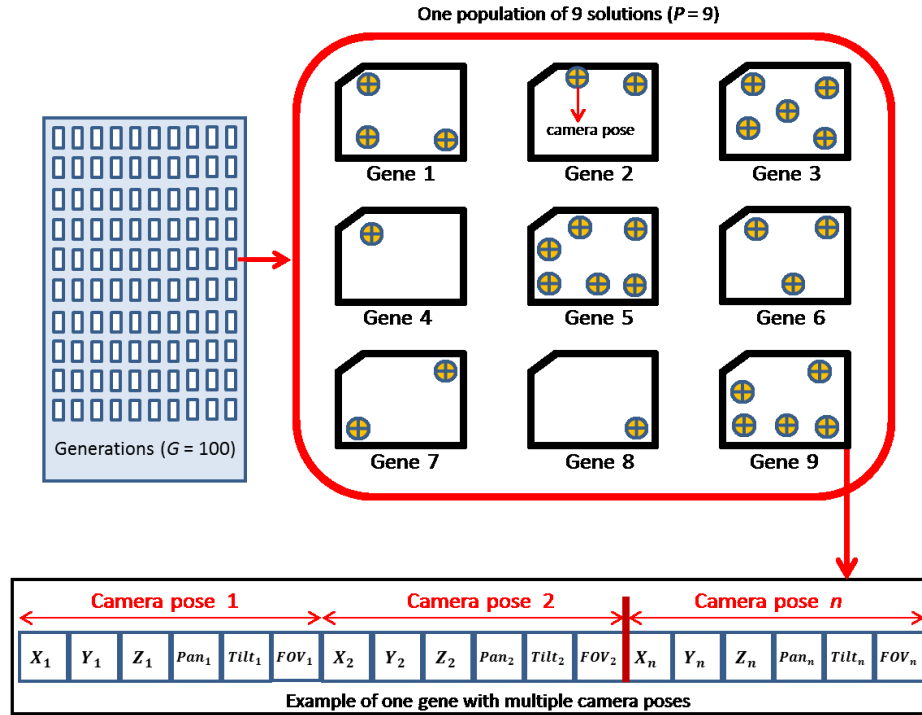 One population of 9 solutions (P = 9)
camera pose
Gene 1
Gene 2
Gene 3
Gene 4
Gene 5
Gene 6
Gene 7
Gene 8
Gene 9
Generations (G = 100)
Camera pose 1
Camera pose 2
Camera pose n
X₁ Y₁ Z₁ Pan₁ Tilt₁ FOV₁ X₂ Y₂ Z₂ Pan₂ Tilt₂ FOV₂ Xₙ Yₙ Zₙ Panₙ Tiltₙ FOVₙ
Example of one gene with multiple camera poses